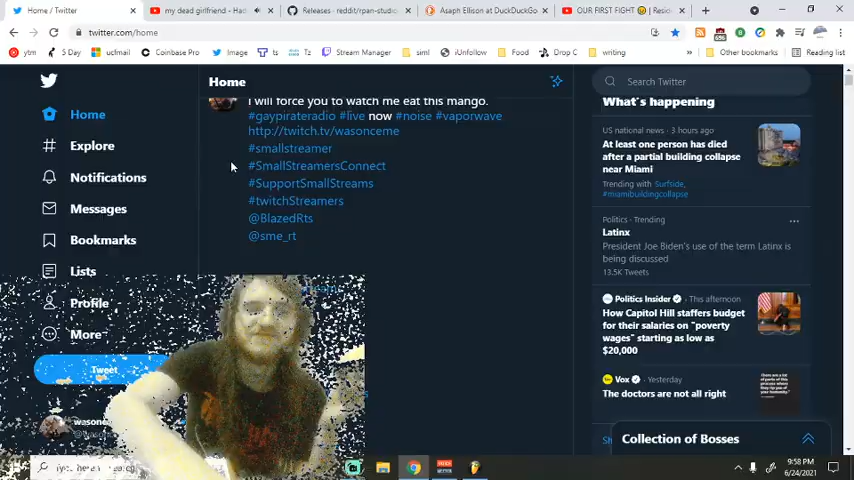 Home / Twitter
my dead girlfriend - Ha
Releases · reddit/rpan-studio
Asaph Ellison at DuckDuckGo
OUR FIRST FIGHT
Resid
twitter.com/home
ytm
5 Day
uclmail
Coinbase Pro
Image
ts
Tz
Stream Manager
siml
iUnfollow
Food
Drop C
writing
Other bookmarks
Reading list
Home
Search Twitter
Home
Explore
Notifications
Messages
Bookmarks
Lists
Profile
More
Tweet
I will force you to watch me eat this mango.
#gaypirateradio #live now #noise #vaporwave
http://twitch.tv/wasonceme
#smallstreamer
#SmallStreamersConnect
#SupportSmallStreams
#twitchStreamers
@BlazedRts
@sme_rt
What's happening
US national news · 3 hours ago
At least one person has died
after a partial building collapse
near Miami
Trending with Surfside,
#miamibuildingcollapse
Politics · Trending
Latinx
President Joe Biden's use of the term Latinx is
being discussed
13.5K Tweets
Politics Insider · This afternoon
How Capitol Hill staffers budget
for their salaries on "poverty
wages" starting as low as
$20,000
Vox · Yesterday
The doctors are not all right
Collection of Bosses
9:58 PM
6/24/2021